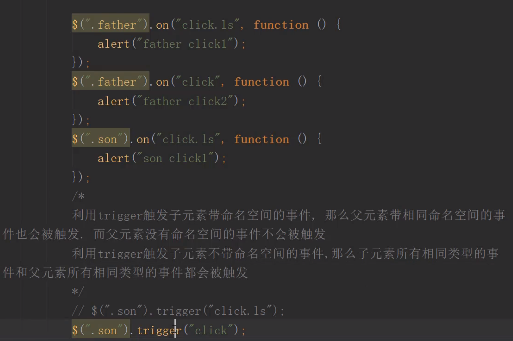 $(".father").on("click.ls", function () {
alert("father click1");
});
$(".father").on("click", function () {
alert("father click2");
});
$(".son").on("click.ls", function () {
alert("son click1");
});
/*
利用trigger触发子元素带命名空间的事件, 那么父元素带相同命名空间的事
件也会被触发. 而父元素没有命名空间的事件不会被触发
利用trigger触发子元素不带命名空间的事件,那么子元素所有相同类型的事
件和父元素所有相同类型的事件都会被触发
*/
// $(".son").trigger("click.ls");
$(".son").trigger("click");